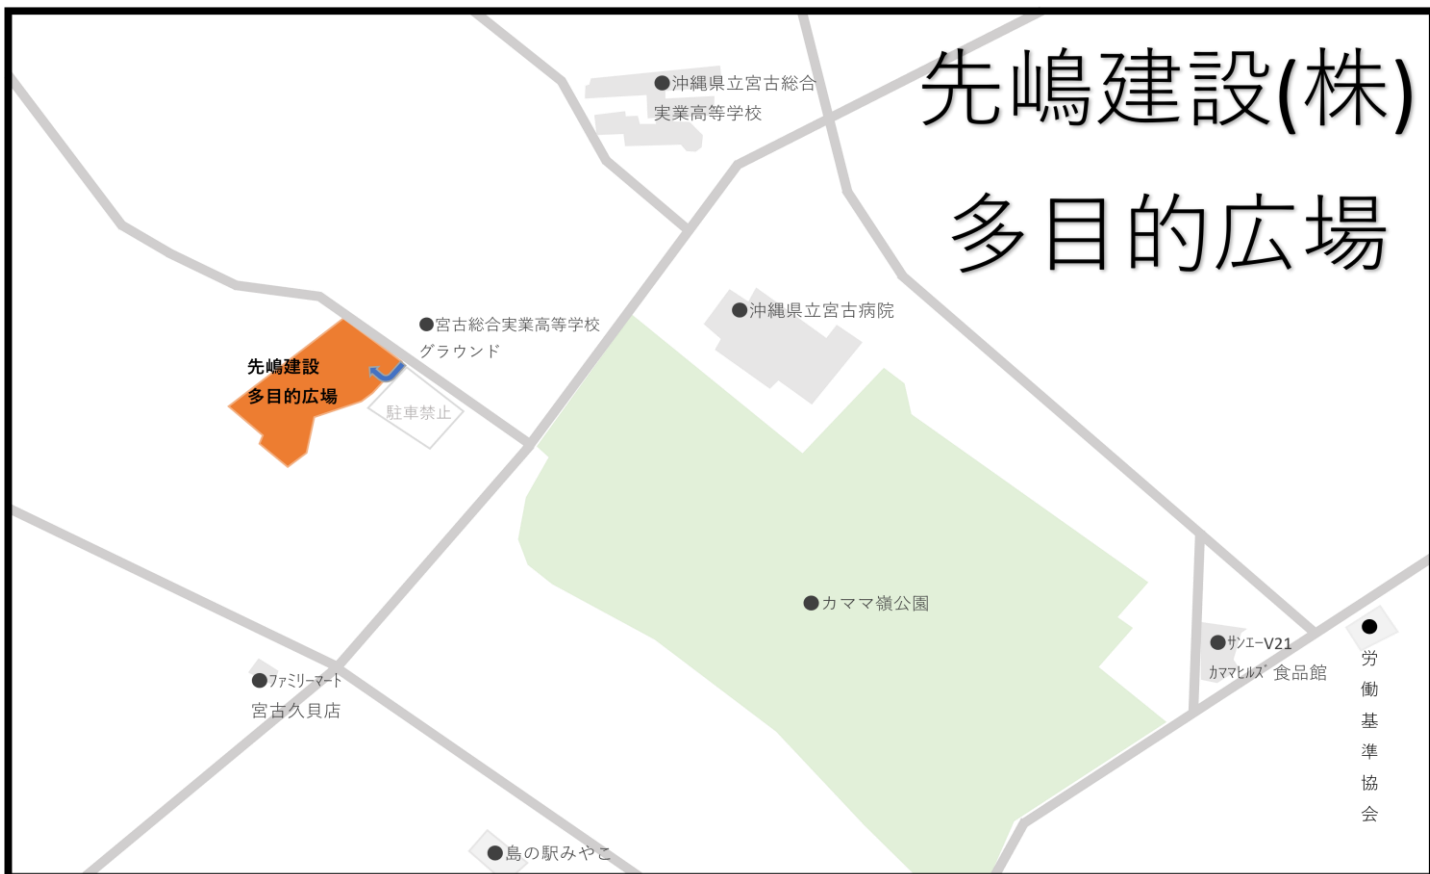 先嶋建設(株)
多目的広場
●沖縄県立宮古総合
実業高等学校
●沖縄県立宮古病院
●宮古総合実業高等学校
グラウンド
先嶋建設
多目的広場
駐車禁止
●カママ嶺公園
●サンエーV21
カママヒルズ 食品館
●
労
働
基
準
協
会
●ファミリーマート
宮古久貝店
●島の駅みやこ